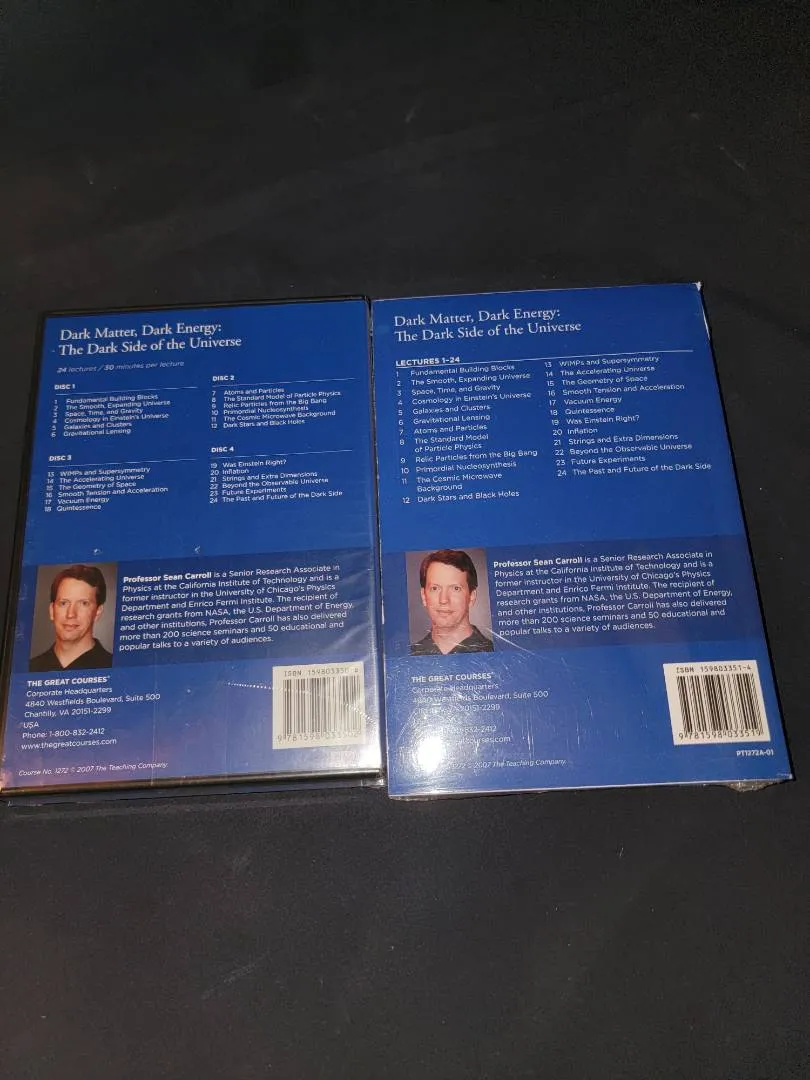 Dark Matter, Dark Energy:
The Dark Side of the Universe
24 lectures / 30 minutes per lecture
DISC 1
1 Fundamental Building Blocks
2 The Smooth, Expanding Universe
3 Space, Time, and Gravity
4 Cosmology in Einstein's Universe
5 Galaxies and Clusters
6 Gravitational Lensing
DISC 2
7 Atoms and Particles
8 The Standard Model of Particle Physics
9 Relic Particles from the Big Bang
10 Primordial Nucleosynthesis
11 The Cosmic Microwave Background
12 Dark Stars and Black Holes
DISC 3
13 WIMPs and Supersymmetry
14 The Accelerating Universe
15 The Geometry of Space
16 Smooth Tension and Acceleration
17 Vacuum Energy
18 Quintessence
DISC 4
19 Was Einstein Right?
20 Inflation
21 Strings and Extra Dimensions
22 Beyond the Observable Universe
23 Future Experiments
24 The Past and Future of the Dark Side
Professor Sean Carroll is a Senior Research Associate in
Physics at the California Institute of Technology and is a
former instructor in the University of Chicago's Physics
Department and Enrico Fermi Institute. The recipient of
research grants from NASA, the U.S. Department of Energy,
and other institutions, Professor Carroll has also delivered
more than 200 science seminars and 50 educational and
popular talks to a variety of audiences.
THE GREAT COURSES®
Corporate Headquarters
4840 Westfields Boulevard, Suite 500
Chantilly, VA 20151-2299
USA
Phone: 1-800-832-2412
www.thegreatcourses.com
Course No. 1272 © 2007 The Teaching Company.
ISBN
Dark Matter, Dark Energy:
The Dark Side of the Universe
LECTURES 1–24
1 Fundamental Building Blocks
2 The Smooth, Expanding Universe
3 Space, Time, and Gravity
4 Cosmology in Einstein's Universe
5 Galaxies and Clusters
6 Gravitational Lensing
7 Atoms and Particles
8 The Standard Model
of Particle Physics
9 Relic Particles from the Big Bang
10 Primordial Nucleosynthesis
11 The Cosmic Microwave
Background
12 Dark Stars and Black Holes
13 WIMPs and Supersymmetry
14 The Accelerating Universe
15 The Geometry of Space
16 Smooth Tension and Acceleration
17 Vacuum Energy
18 Quintessence
19 Was Einstein Right?
20 Inflation
21 Strings and Extra Dimensions
22 Beyond the Observable Universe
23 Future Experiments
24 The Past and Future of the Dark Side
Professor Sean Carroll is a Senior Research Associate in
Physics at the California Institute of Technology and is a
former instructor in the University of Chicago's Physics
Department and Enrico Fermi Institute. The recipient of
research grants from NASA, the U.S. Department of Energy,
and other institutions, Professor Carroll has also delivered
more than 200 science seminars and 50 educational and
popular talks to a variety of audiences.
THE GREAT COURSES®
Corporate Headquarters
4840 Westfields Boulevard, Suite 500
20151-2299
832-2412
1272 © 2007 The Teaching Company.
ISBN 159803351-4
9 781598 033519
PT1272A-01